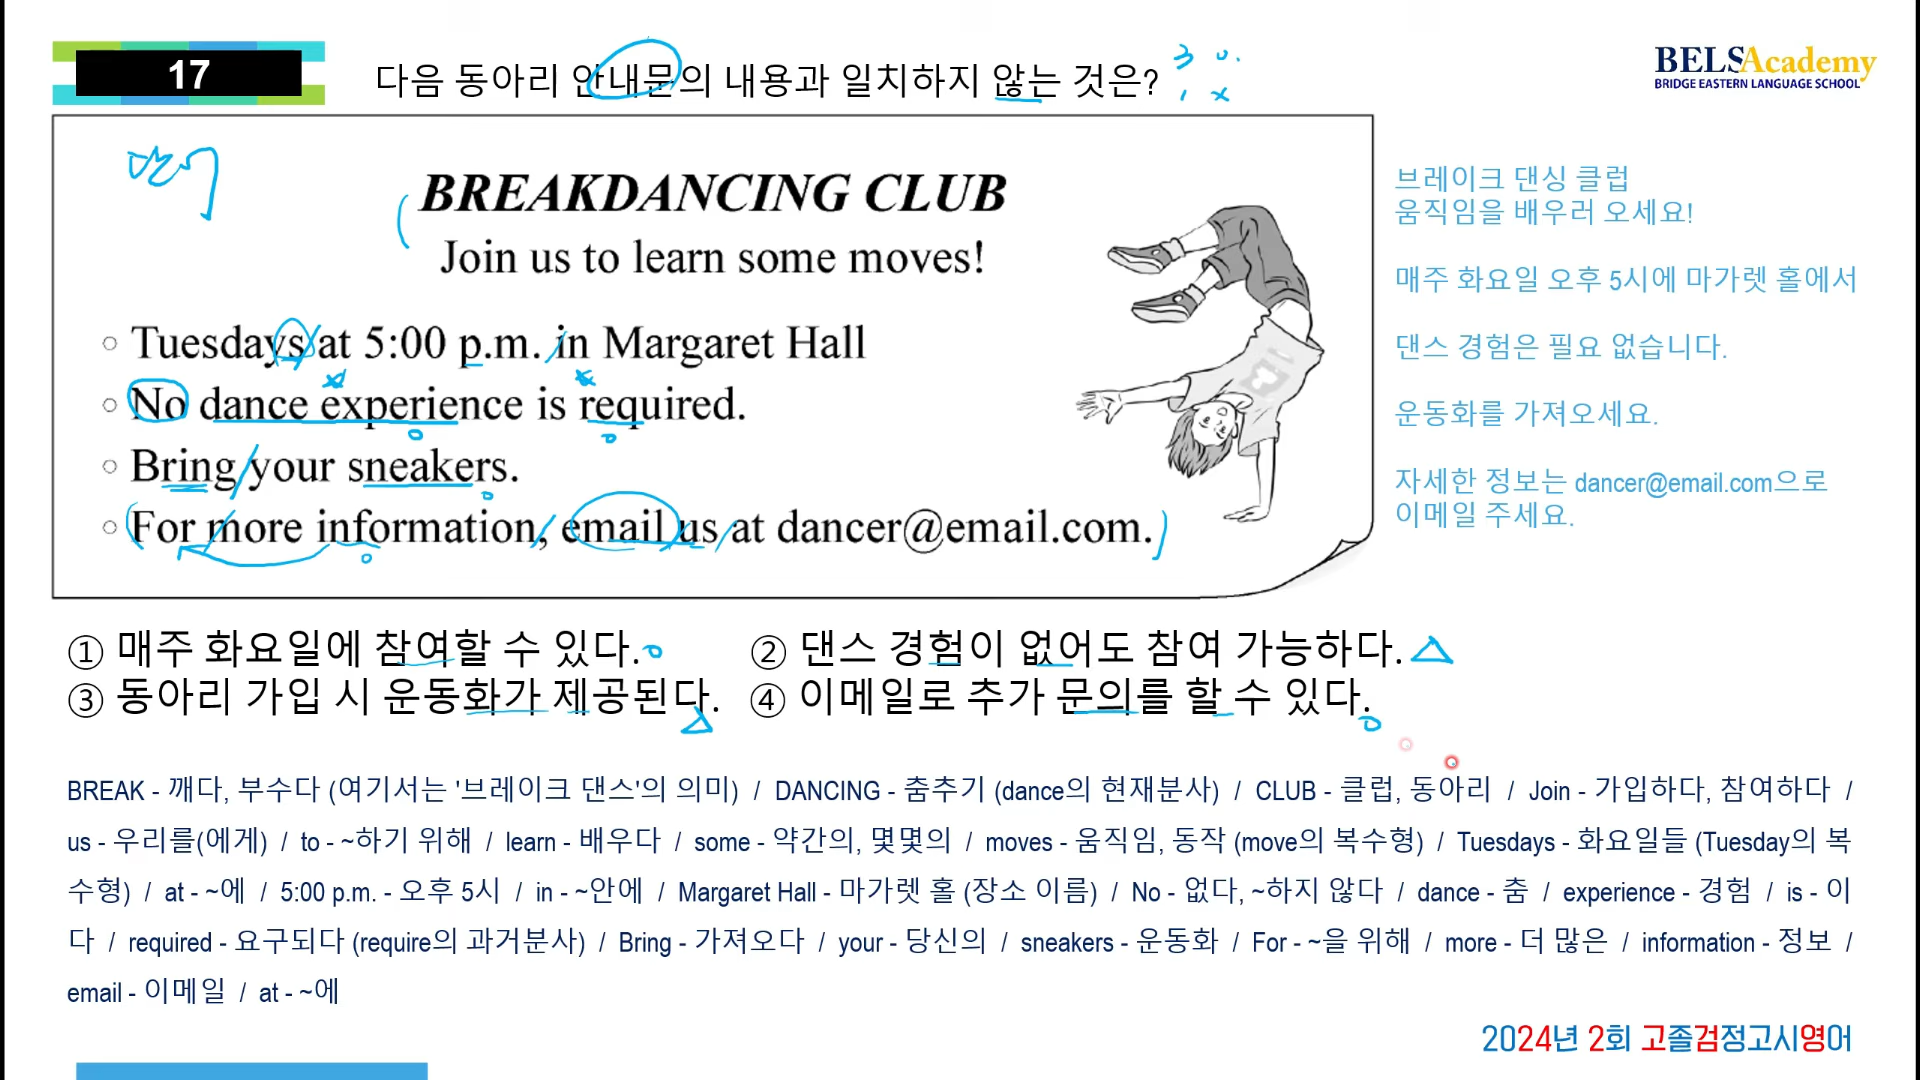 17
다음 동아리 안내문의 내용과 일치하지 않는 것은?
BELSAcademy
BRIDGE EASTERN LANGUAGE SCHOOL
BREAKDANCING CLUB
Join us to learn some moves!
○ Tuesdays at 5:00 p.m. in Margaret Hall
○ No dance experience is required.
○ Bring your sneakers.
○ For more information, email us at dancer@email.com.
브레이크 댄싱 클럽
움직임을 배우러 오세요!
매주 화요일 오후 5시에 마가렛 홀에서
댄스 경험은 필요 없습니다.
운동화를 가져오세요.
자세한 정보는 dancer@email.com으로
이메일 주세요.
① 매주 화요일에 참여할 수 있다. ② 댄스 경험이 없어도 참여 가능하다.
③ 동아리 가입 시 운동화가 제공된다. ④ 이메일로 추가 문의를 할 수 있다.
BREAK - 깨다, 부수다 (여기서는 '브레이크 댄스'의 의미) / DANCING - 춤추기 (dance의 현재분사) / CLUB - 클럽, 동아리 / Join - 가입하다, 참여하다 /
us - 우리를(에게) / to - ~하기 위해 / learn - 배우다 / some - 약간의, 몇몇의 / moves - 움직임, 동작 (move의 복수형) / Tuesdays - 화요일들 (Tuesday의 복
수형) / at - ~에 / 5:00 p.m. - 오후 5시 / in - ~안에 / Margaret Hall - 마가렛 홀 (장소 이름) / No - 없다, ~하지 않다 / dance - 춤 / experience - 경험 / is - 이
다 / required - 요구되다 (require의 과거분사) / Bring - 가져오다 / your - 당신의 / sneakers - 운동화 / For - ~을 위해 / more - 더 많은 / information - 정보 /
email - 이메일 / at - ~에
2024년 2회 고졸검정고시영어